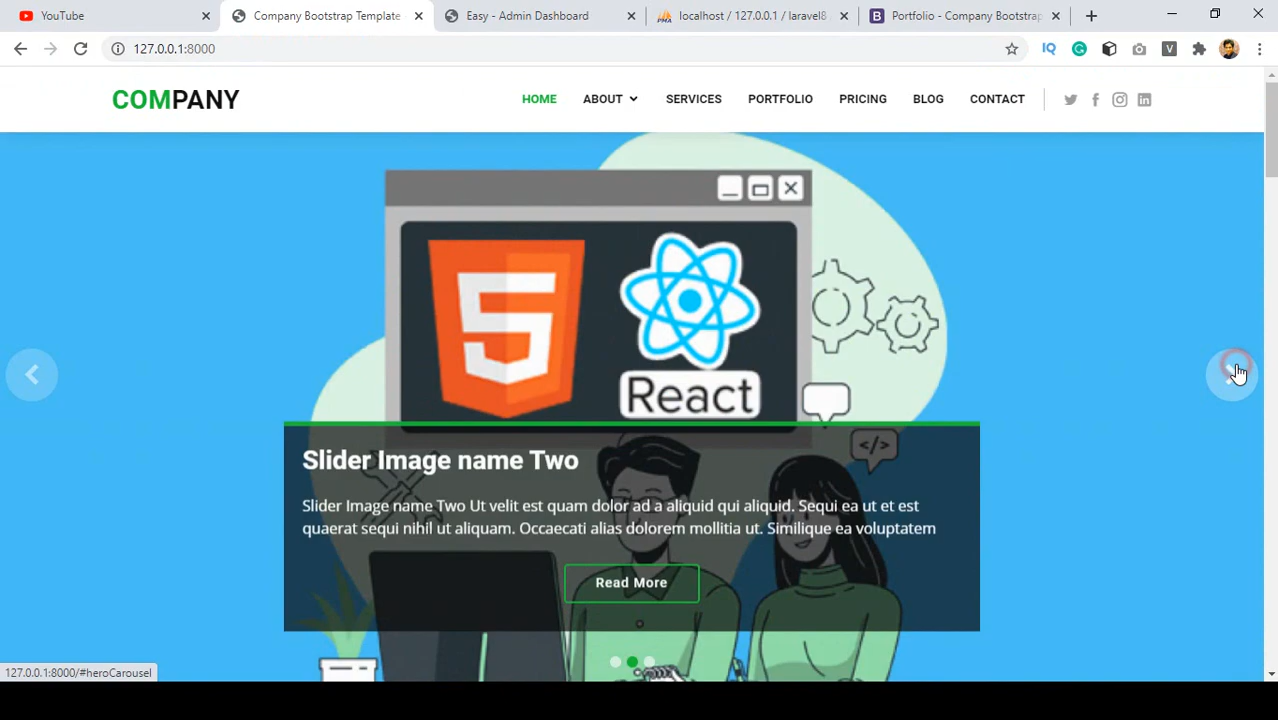 YouTube
Company Bootstrap Template
Easy - Admin Dashboard
localhost / 127.0.0.1 / laravel8
Portfolio - Company Bootstrap
127.0.0.1:8000
IQ
V
COMPANY
HOME
ABOUT
SERVICES
PORTFOLIO
PRICING
BLOG
CONTACT
5
React
</>
Slider Image name Two
Slider Image name Two Ut velit est quam dolor ad a aliquid qui aliquid. Sequi ea ut et est
quaerat sequi nihil ut aliquam. Occaecati alias dolorem mollitia ut. Similique ea voluptatem
Read More
127.0.0.1:8000/#heroCarousel